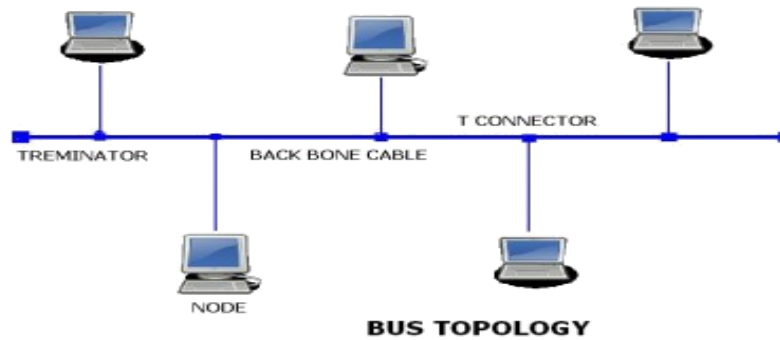 T CONNECTOR
TREMINATOR
BACK BONE CABLE
NODE
BUS TOPOLOGY